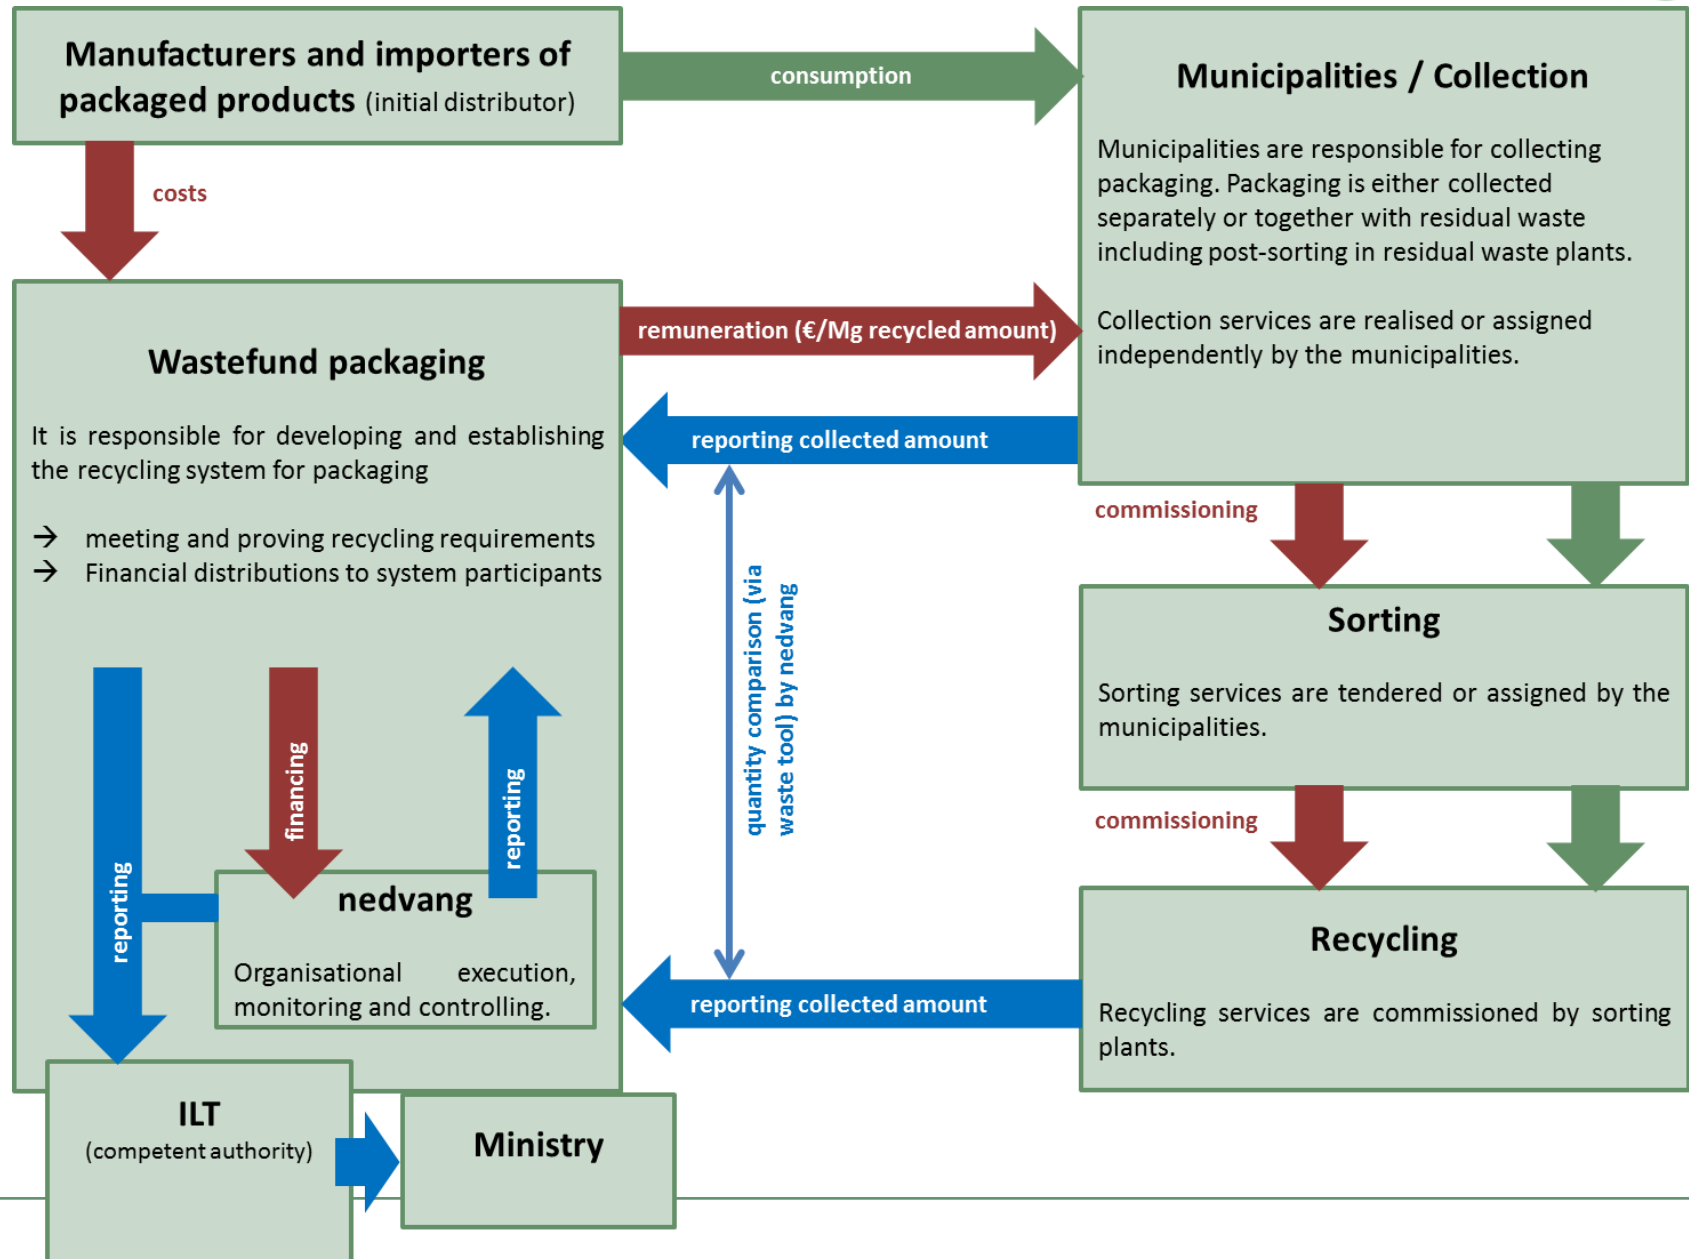 Manufacturers and importers of
packaged products (initial distributor)
consumption
costs
Municipalities / Collection
Municipalities are responsible for collecting
packaging. Packaging is either collected
separately or together with residual waste
including post-sorting in residual waste plants.
Collection services are realised or assigned
independently by the municipalities.
remuneration (€/Mg recycled amount)
Wastefund packaging
It is responsible for developing and establishing
the recycling system for packaging
→ meeting and proving recycling requirements
→ Financial distributions to system participants
reporting collected amount
commissioning
quantity comparison (via
waste tool) by nedvang
Sorting
Sorting services are tendered or assigned by the
municipalities.
commissioning
financing
reporting
reporting
nedvang
Organisational execution,
monitoring and controlling.
reporting collected amount
Recycling
Recycling services are commissioned by sorting
plants.
ILT
(competent authority)
Ministry